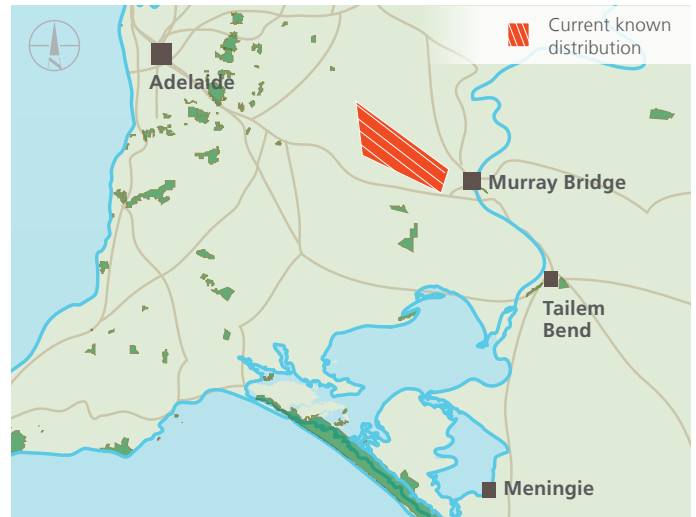 Current known
distribution
Adelaide
Murray Bridge
Tailem
Bend
Meningie